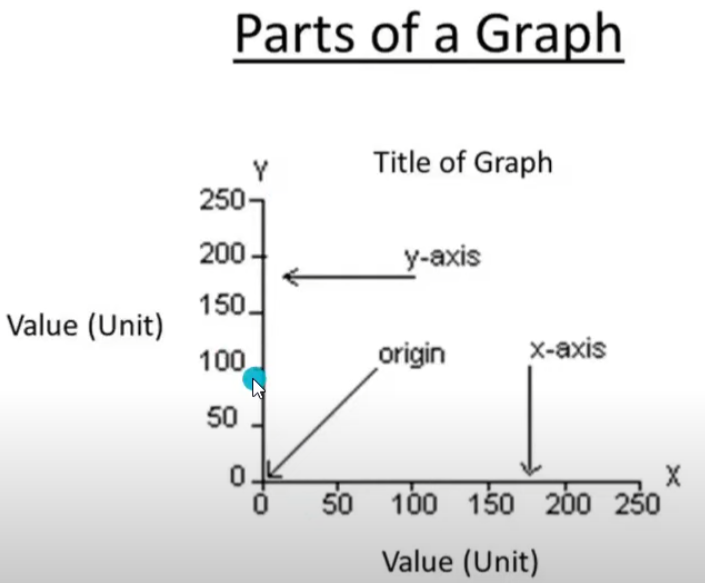 Parts of a Graph
Title of Graph
Y
250
200
y-axis
150
Value (Unit)
100
origin
x-axis
50
0
X
0 50 100 150 200 250
Value (Unit)